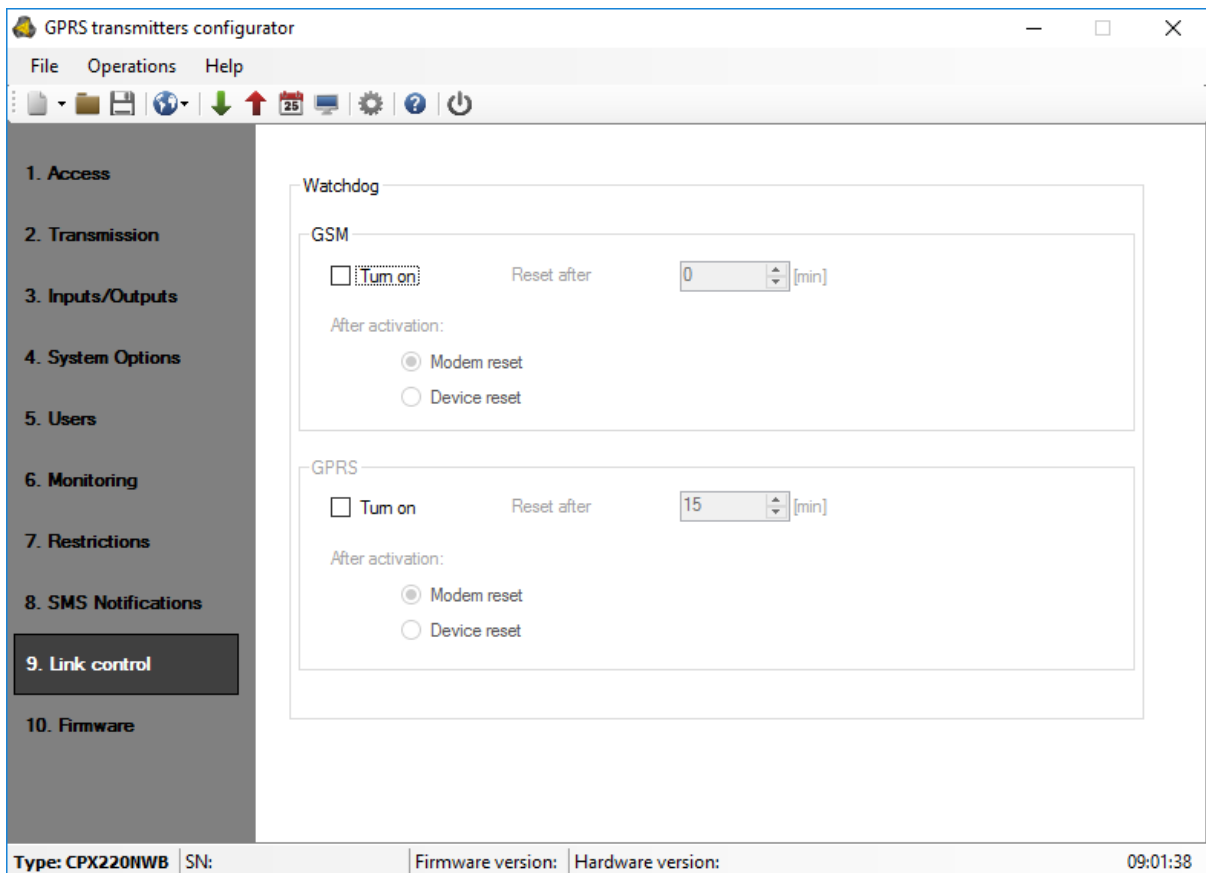 GPRS transmitters configurator
File Operations Help
25
1. Access
2. Transmission
3. Inputs/Outputs
4. System Options
5. Users
6. Monitoring
7. Restrictions
8. SMS Notifications
9. Link control
10. Firmware
Watchdog
GSM
Turn on Reset after 0 [min]
After activation:
Modem reset
Device reset
GPRS
Turn on Reset after 15 [min]
After activation:
Modem reset
Device reset
Type: CPX220NWB SN: Firmware version: Hardware version: 09:01:38